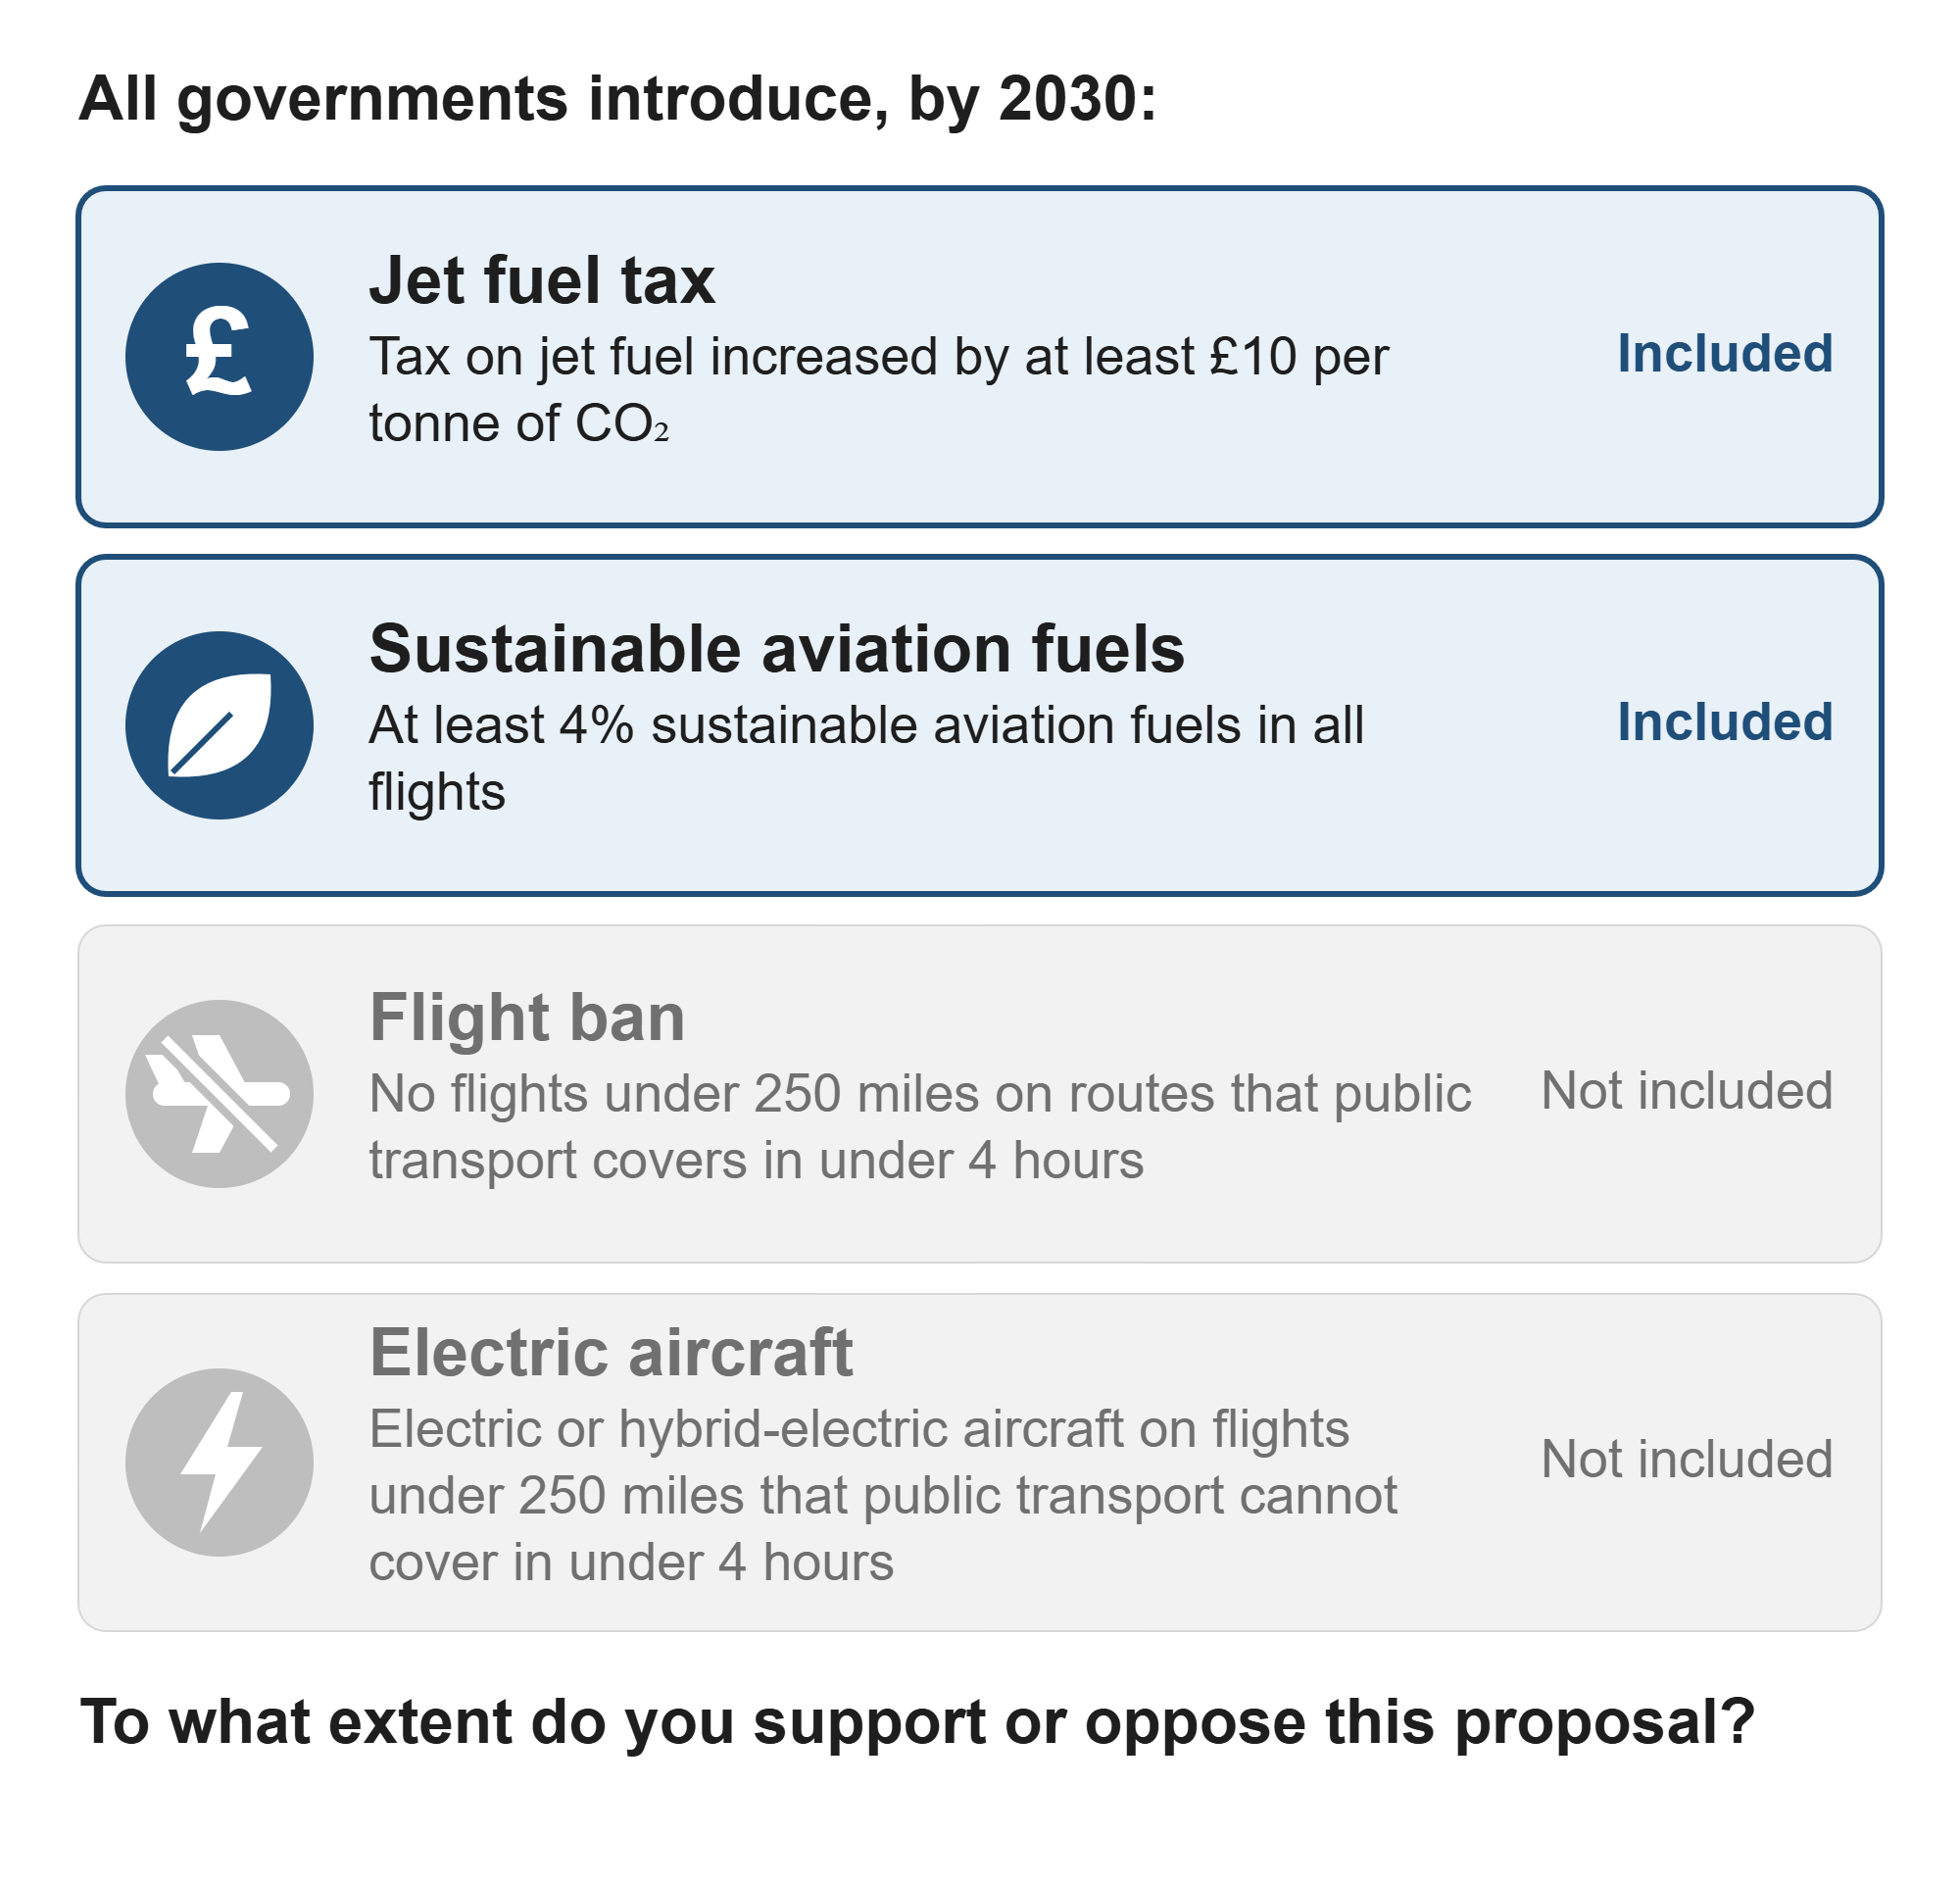 All governments introduce, by 2030:
£
Jet fuel tax
Tax on jet fuel increased by at least £10 per
tonne of CO₂
Included
Sustainable aviation fuels
At least 4% sustainable aviation fuels in all
flights
Included
Flight ban
No flights under 250 miles on routes that public
transport covers in under 4 hours
Not included
Electric aircraft
Electric or hybrid-electric aircraft on flights
under 250 miles that public transport cannot
cover in under 4 hours
Not included
To what extent do you support or oppose this proposal?